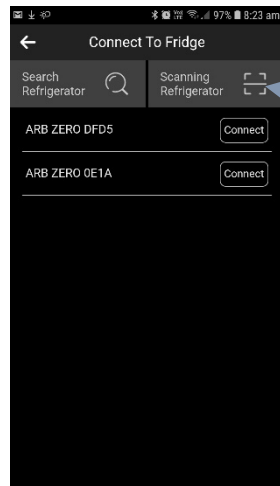 97% 8:23 am
Connect To Fridge
Search
Refrigerator
Scanning
Refrigerator
ARB ZERO DFD5
Connect
ARB ZERO 0E1A
Connect